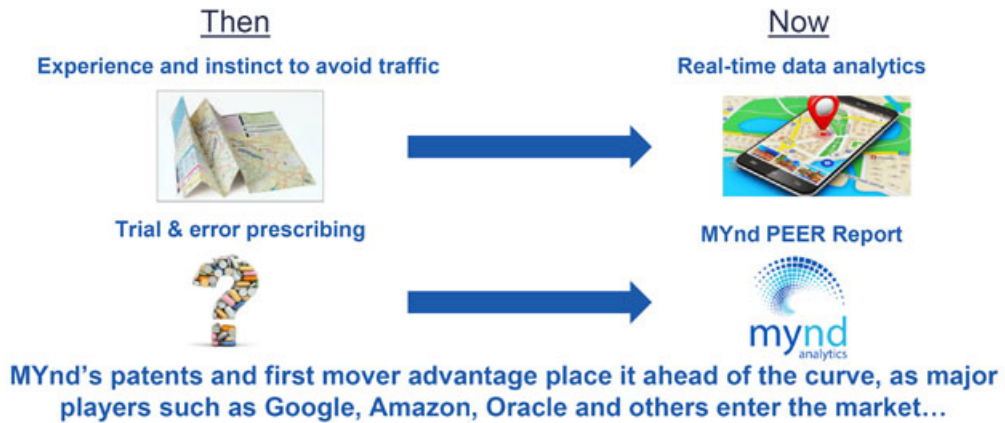 Then
Now
Experience and instinct to avoid traffic
Real-time data analytics
Trial & error prescribing
MYnd PEER Report
mynd
analytics
MYnd’s patents and first mover advantage place it ahead of the curve, as major
players such as Google, Amazon, Oracle and others enter the market…